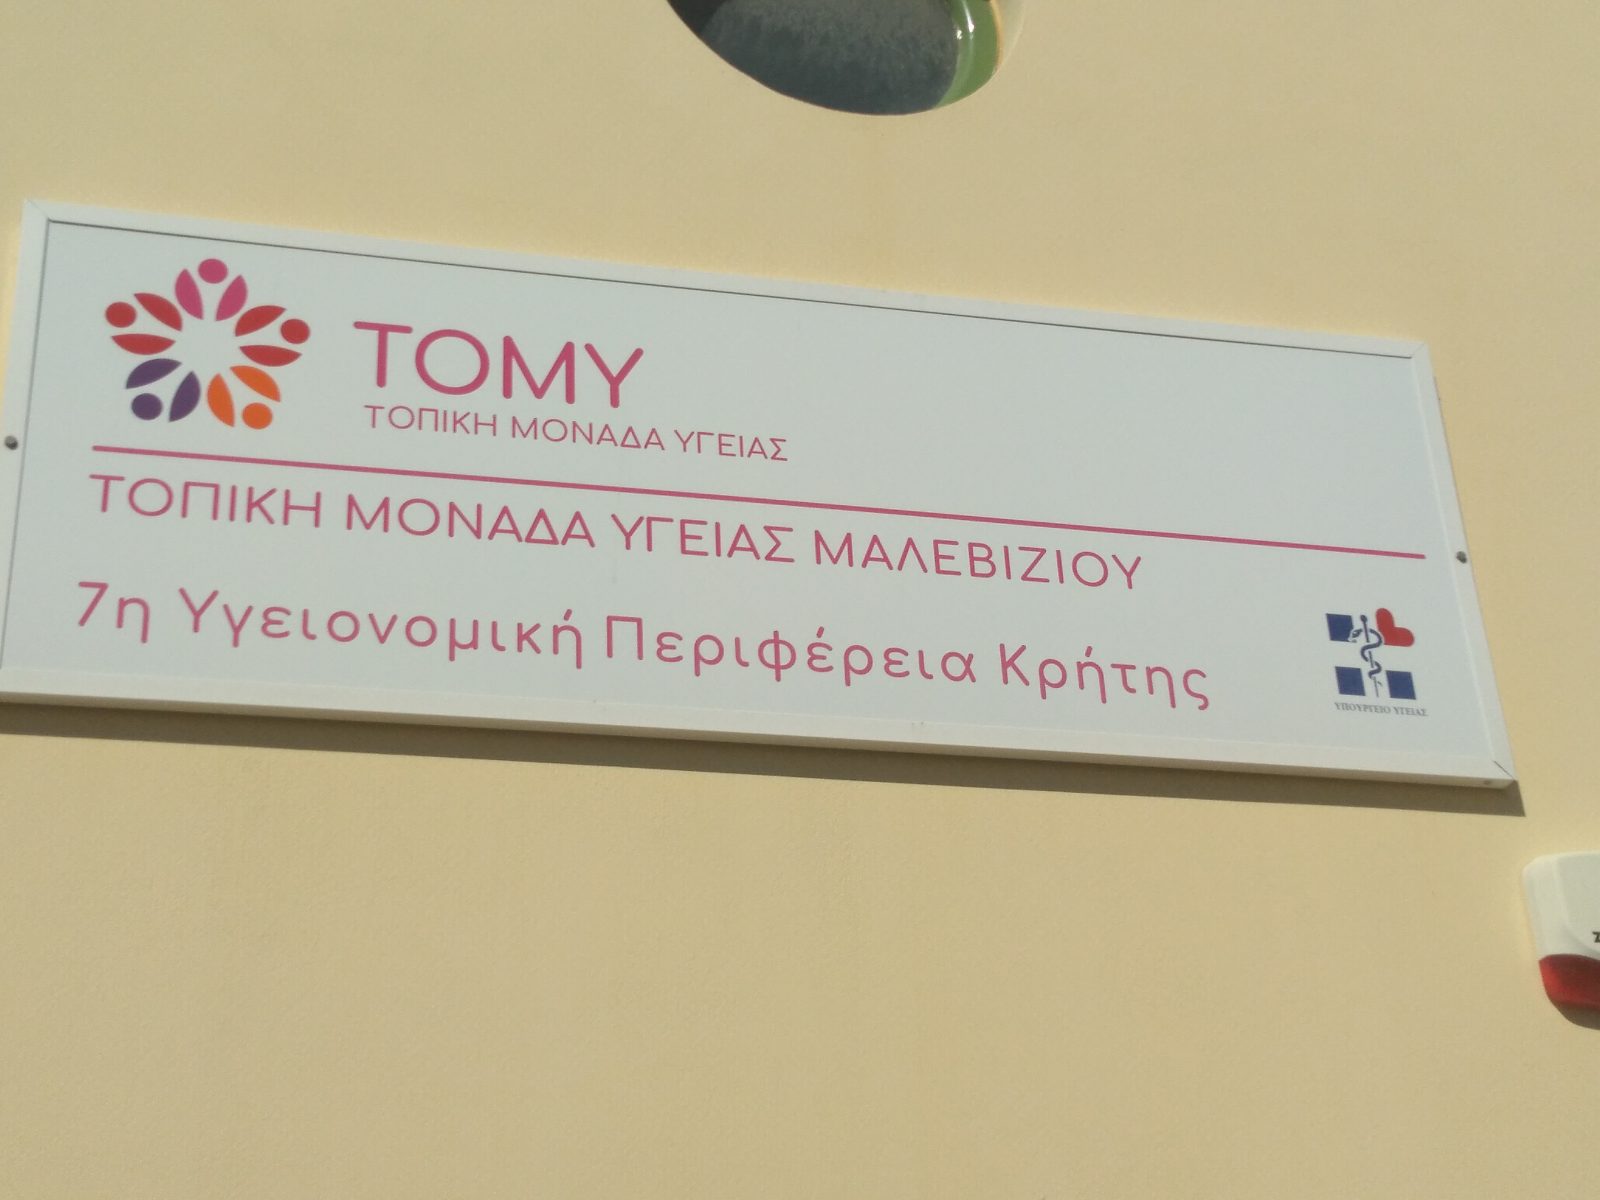 ΤΟΜΥ
ΤΟΠΙΚΗ ΜΟΝΑΔΑ ΥΓΕΙΑΣ
ΤΟΠΙΚΗ ΜΟΝΑΔΑ ΥΓΕΙΑΣ ΜΑΛΕΒΙΖΙΟΥ
7η Υγειονομική Περιφέρεια Κρήτης
ΥΠΟΥΡΓΕΙΟ ΥΓΕΙΑΣ